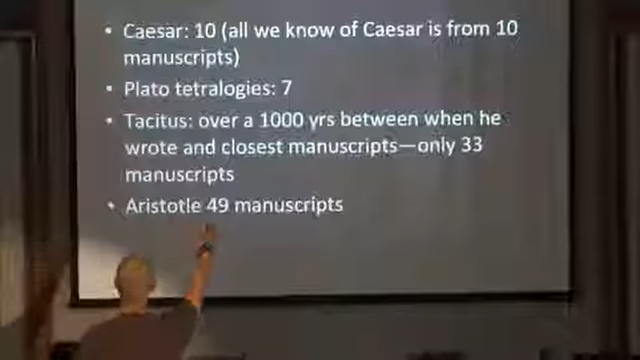 • Caesar: 10 (all we know of Caesar is from 10
manuscripts)
• Plato tetralogies: 7
• Tacitus: over a 1000 yrs between when he
wrote and closest manuscripts—only 33
manuscripts
• Aristotle 49 manuscripts